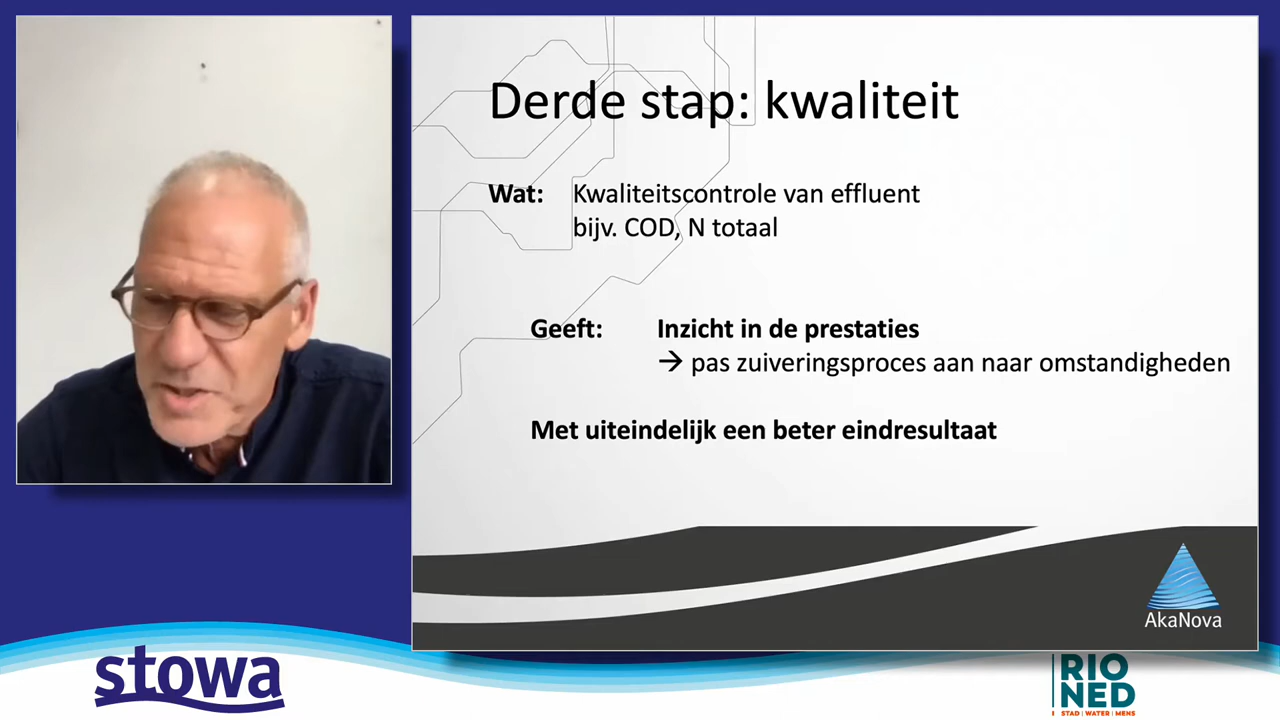 Derde stap: kwaliteit
Wat: Kwaliteitscontrole van effluent
bijv. COD, N totaal
Geeft: Inzicht in de prestaties
→ pas zuiveringsproces aan naar omstandigheden
Met uiteindelijk een beter eindresultaat
AkaNova
stowa
RIO
NED
STAD | WATER | MENS